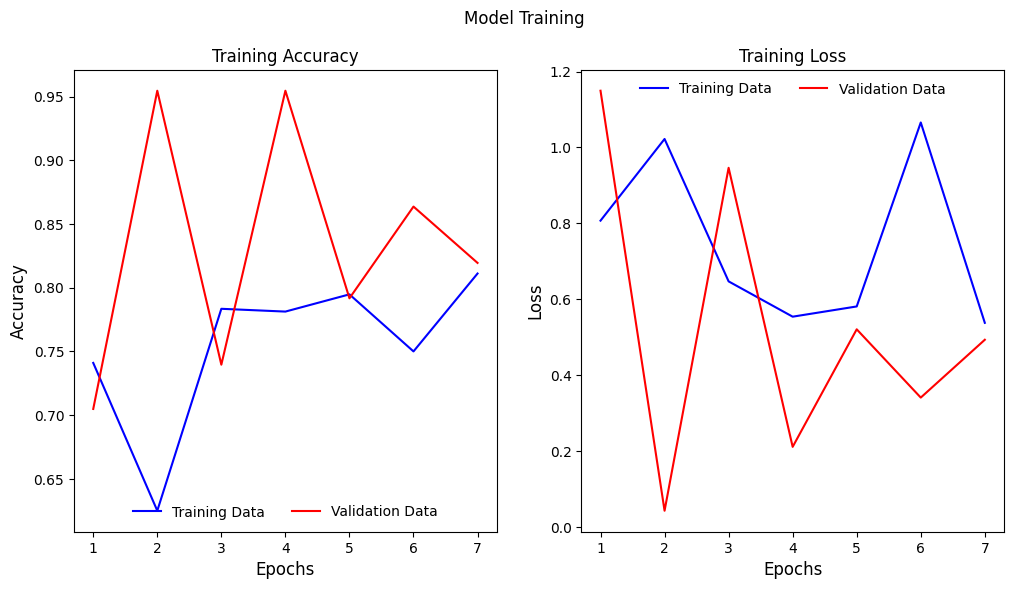 Model Training
Training Accuracy
0.95
0.90
0.85
0.80
0.75
0.70
0.65
Accuracy
Training Data
Validation Data
1 2 3 4 5 6 7
Epochs
Training Loss
1.2
1.0
0.8
0.6
0.4
0.2
0.0
Loss
Training Data
Validation Data
1 2 3 4 5 6 7
Epochs